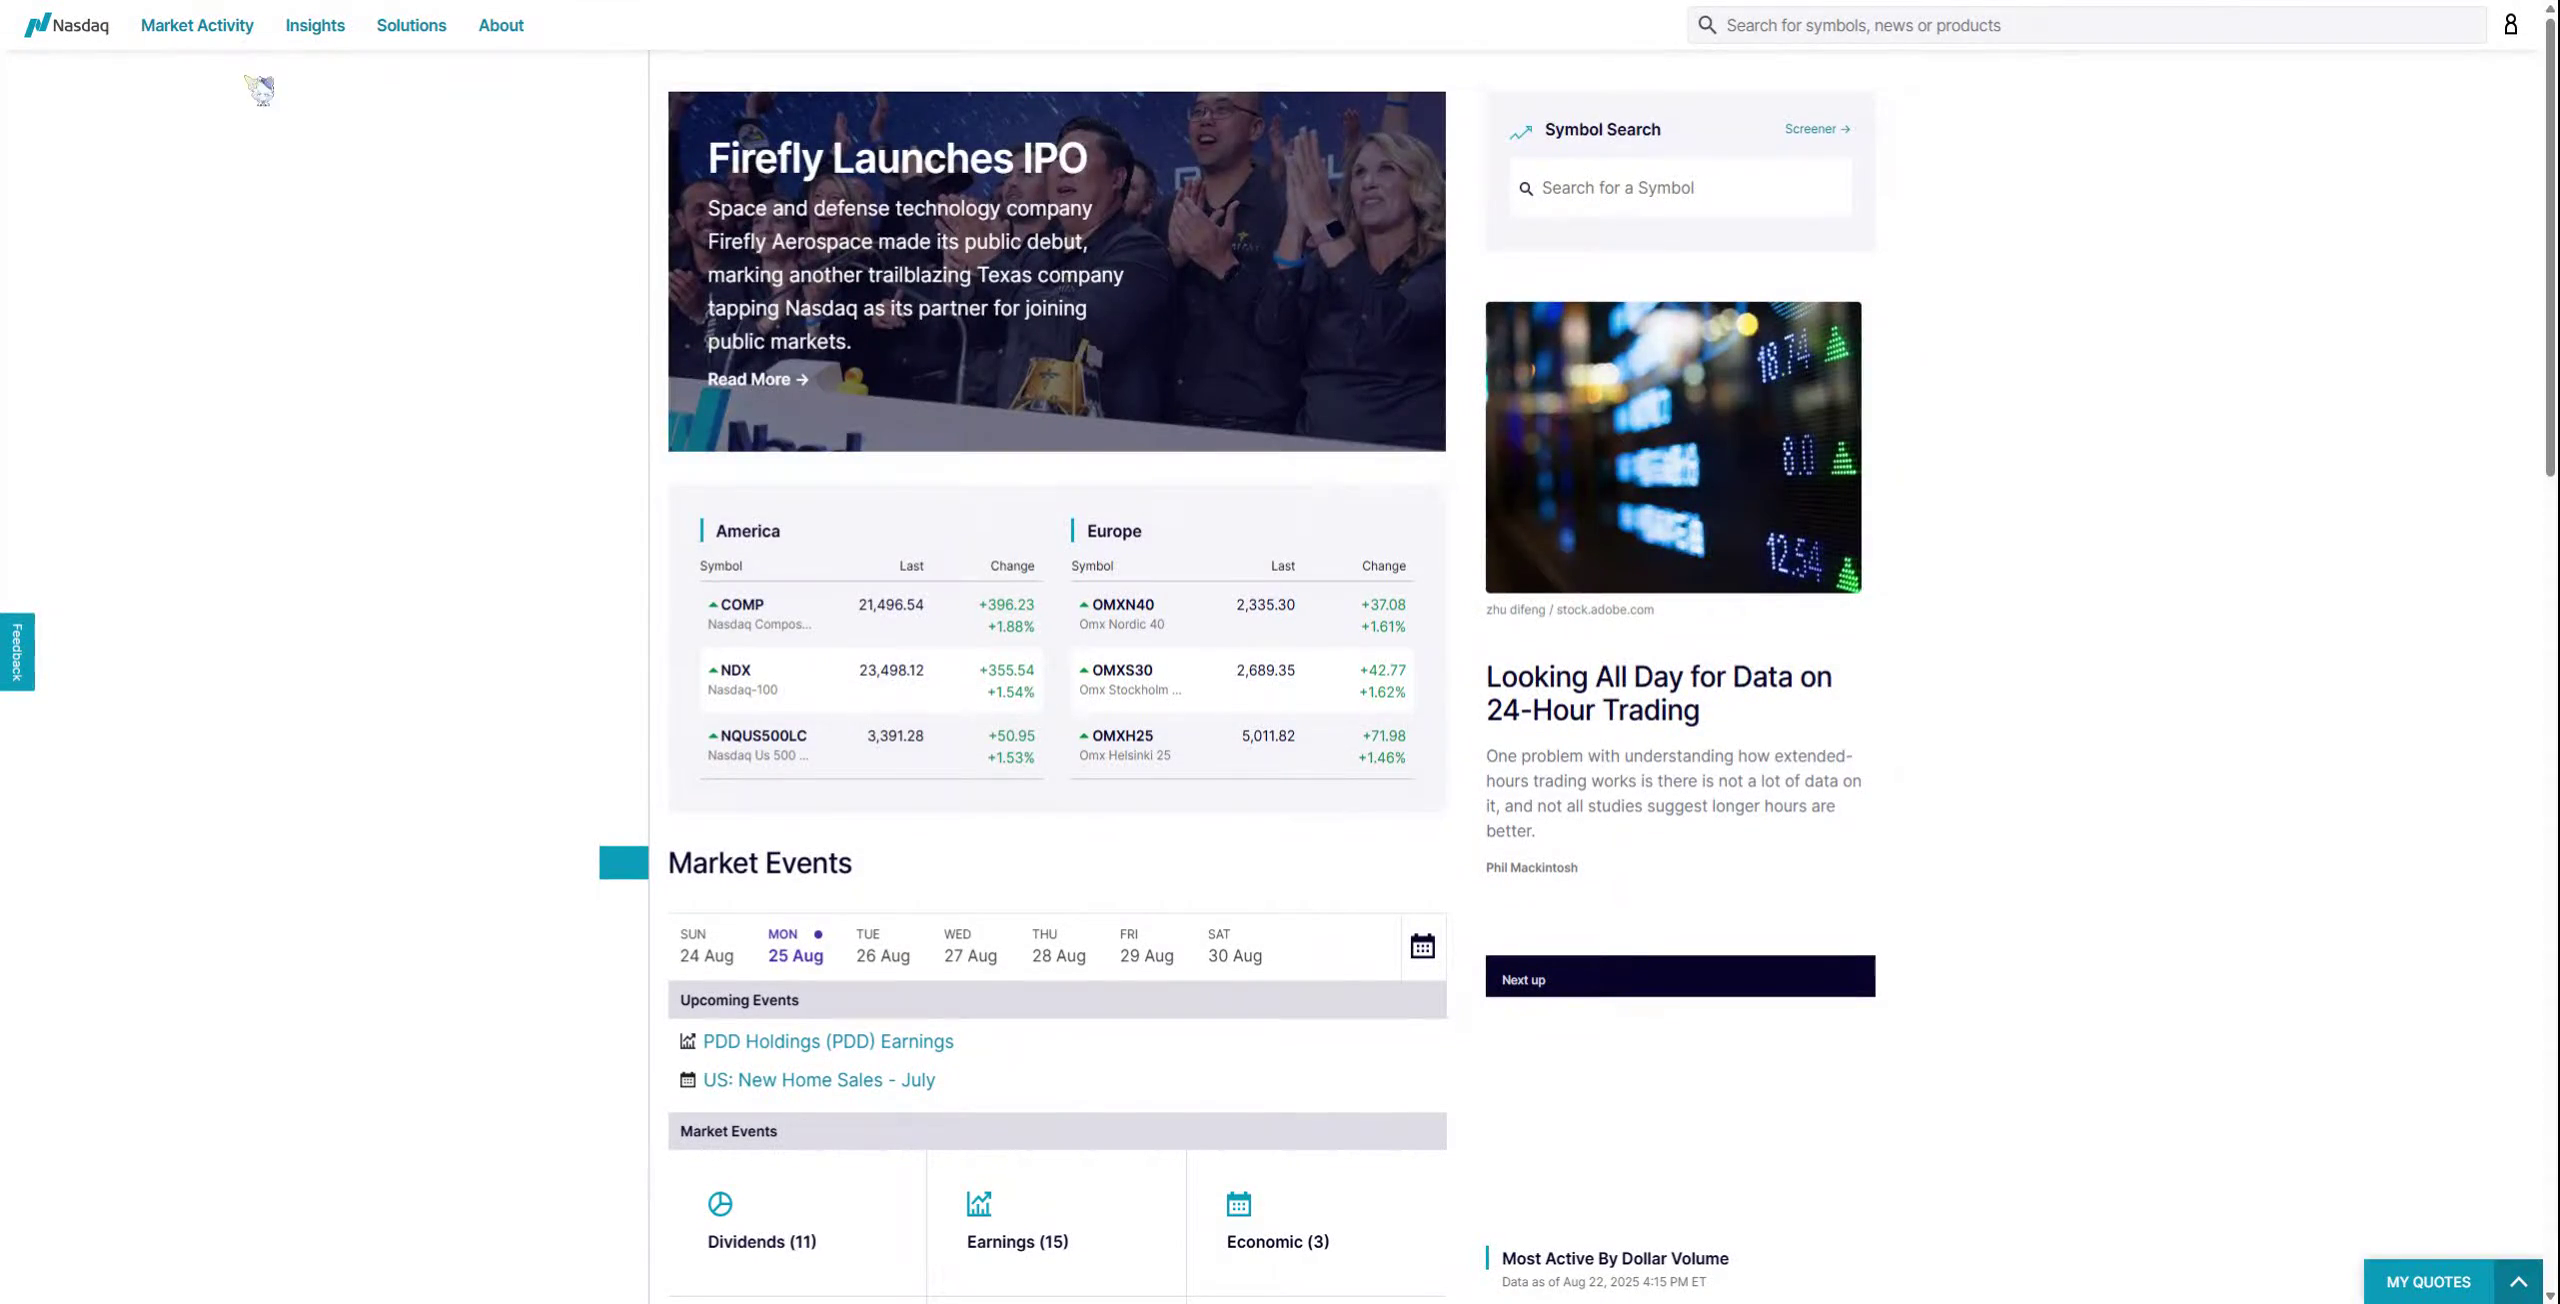 Nasdaq
Market Activity
Insights
Solutions
About
Search for symbols, news or products
Firefly Launches IPO
Space and defense technology company
Firefly Aerospace made its public debut,
marking another trailblazing Texas company
tapping Nasdaq as its partner for joining
public markets.
Read More →
America
Symbol Last Change
COMP 21,496.54 +396.23
Nasdaq Compos... +1.88%
NDX 23,498.12 +355.54
Nasdaq-100 +1.54%
NQUS500LC 3,391.28 +50.95
Nasdaq Us 500 ... +1.53%
Europe
Symbol Last Change
OMXN40 2,335.30 +37.08
Omx Nordic 40 +1.61%
OMXS30 2,689.35 +42.77
Omx Stockholm ... +1.62%
OMXH25 5,011.82 +71.98
Omx Helsinki 25 +1.46%
Feedback
Market Events
SUN MON TUE WED THU FRI SAT
24 Aug 25 Aug 26 Aug 27 Aug 28 Aug 29 Aug 30 Aug
Upcoming Events
PDD Holdings (PDD) Earnings
US: New Home Sales - July
Market Events
Dividends (11)
Earnings (15)
Economic (3)
Symbol Search
Screener →
Search for a Symbol
18.74
8.0
12.54
zhu difeng / stock.adobe.com
Looking All Day for Data on
24-Hour Trading
One problem with understanding how extended-
hours trading works is there is not a lot of data on
it, and not all studies suggest longer hours are
better.
Phil Mackintosh
Next up
Most Active By Dollar Volume
Data as of Aug 22, 2025 4:15 PM ET
MY QUOTES